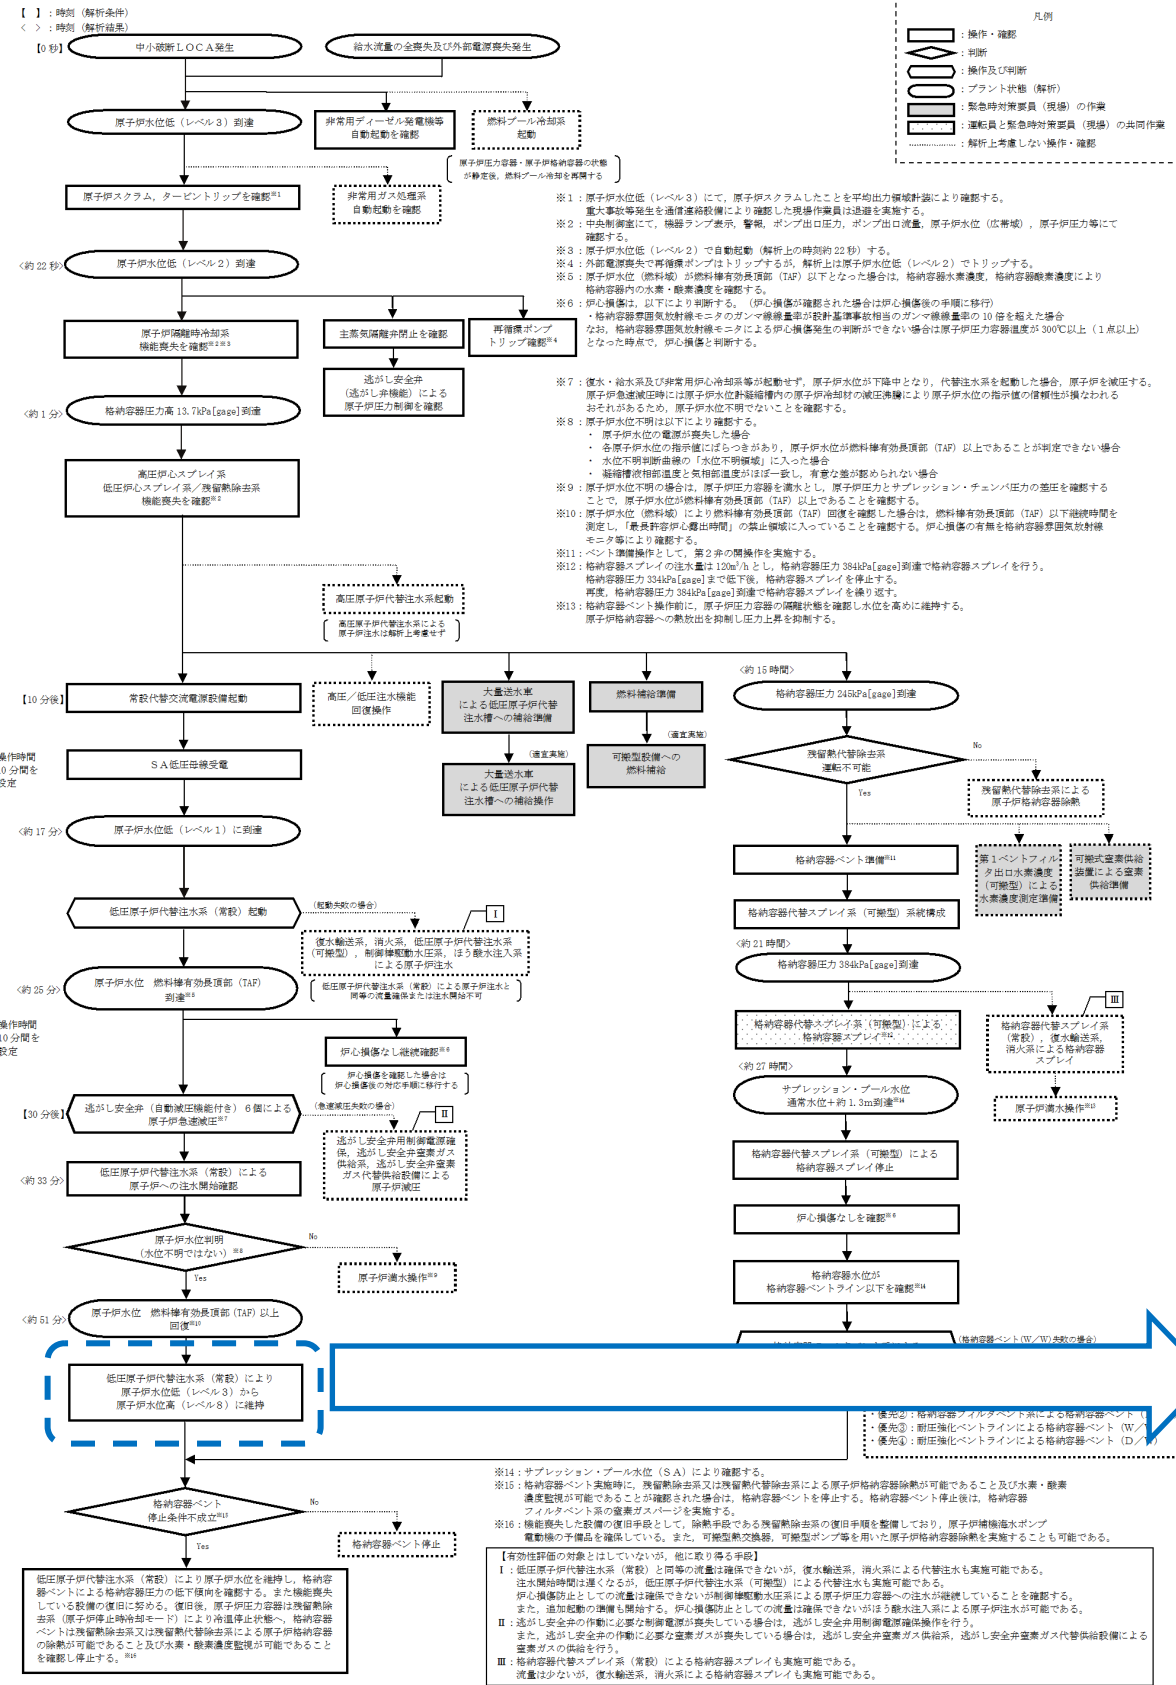 【　】：時刻（解析条件）
＜　＞：時刻（解析結果）
凡例
：操作・確認
：判断
：操作及び判断
：プラント状態（解析）
：緊急時対策要員（現場）の作業
：運転員と緊急時対策要員（現場）の共同作業
：解析上考慮しない操作・確認
【0 秒】
中小破断ＬＯＣＡ発生
給水流量の全喪失及び外部電源喪失発生
原子炉水位低（レベル３）到達
非常用ディーゼル発電機等
自動起動を確認
燃料プール冷却系
起動
原子炉圧力容器・原子炉格納容器の状態
が静定後，燃料プール冷却を再開する
原子炉スクラム，タービントリップを確認※1
非常用ガス処理系
自動起動を確認
<約 22 秒>
原子炉水位低（レベル２）到達
原子炉隔離時冷却系
機能喪失を確認※2※3
主蒸気隔離弁閉止を確認
再循環ポンプ
トリップ確認※4
逃がし安全弁
（逃がし弁機能）による
原子炉圧力制御を確認
<約１分>
格納容器圧力高 13.7kPa[gage]到達
高圧炉心スプレイ系
低圧炉心スプレイ系／残留熱除去系
機能喪失を確認※2
高圧原子炉代替注水系起動
高圧原子炉代替注水系による
原子炉注水は解析上考慮せず
※１：原子炉水位低（レベル３）にて，原子炉スクラムしたことを平均出力領域計装により確認する。
重大事故等発生を通信連絡設備により確認した現場作業員は退避を実施する。
※２：中央制御室にて，機器ランプ表示，警報，ポンプ出口圧力，ポンプ出口流量，原子炉水位（広帯域），原子炉圧力等にて
確認する。
※３：原子炉水位低（レベル２）で自動起動（解析上の時刻約 22 秒）する。
※４：外部電源喪失で再循環ポンプはトリップするが，解析上は原子炉水位低（レベル２）でトリップする。
※５：原子炉水位（燃料域）が燃料棒有効長頂部（TAF）以下となった場合は，格納容器水素濃度，格納容器酸素濃度により
格納容器内の水素・酸素濃度を確認する。
※６：炉心損傷は，以下により判断する。（炉心損傷が確認された場合は炉心損傷後の手順に移行）
・格納容器雰囲気放射線モニタのガンマ線線量率が設計基準事故相当のガンマ線線量率の 10 倍を超えた場合
なお，格納容器雰囲気放射線モニタによる炉心損傷発生の判断ができない場合は原子炉圧力容器温度が 300℃以上（１点以上）
となった時点で，炉心損傷と判断する。
※７：復水・給水系及び非常用炉心冷却系等が起動せず，原子炉水位が下降中となり，代替注水系を起動した場合，原子炉を減圧する。
原子炉急速減圧時には原子炉水位計凝縮槽内の原子炉冷却材の減圧沸騰により原子炉水位の指示値の信頼性が損なわれる
おそれがあるため，原子炉水位不明でないことを確認する。
※８：原子炉水位不明は以下により確認する。
・ 原子炉水位の電源が喪失した場合
・ 各原子炉水位の指示値にばらつきがあり，原子炉水位が燃料棒有効長頂部（TAF）以上であることが判定できない場合
・ 水位不明判断曲線の「水位不明領域」に入った場合
・ 凝縮槽液相部温度と気相部温度がほぼ一致し，有意な差が認められない場合
※９：原子炉水位不明の場合は，原子炉圧力容器を満水とし，原子炉圧力とサプレッション・チェンバ圧力の差圧を確認する
ことで，原子炉水位が燃料棒有効長頂部（TAF）以上であることを確認する。
※10：原子炉水位（燃料域）により燃料棒有効長頂部（TAF）回復を確認した場合は，燃料棒有効長頂部（TAF）以下継続時間を
測定し，「最長許容炉心露出時間」の禁止領域に入っていることを確認する。炉心損傷の有無を格納容器雰囲気放射線
モニタ等により確認する。
※11：ベント準備操作として，第２弁の開操作を実施する。
※12：格納容器スプレイの注水量は 120m³/h とし，格納容器圧力 384kPa[gage]到達で格納容器スプレイを行う。
格納容器圧力 334kPa[gage]まで低下後，格納容器スプレイを停止する。
再度，格納容器圧力 384kPa[gage]到達で格納容器スプレイを繰り返す。
※13：格納容器ベント操作前に，原子炉圧力容器の隔離状態を確認し水位を高めに維持する。
原子炉格納容器への熱放出を抑制し圧力上昇を抑制する。
【10 分後】
常設代替交流電源設備起動
高圧／低圧注水機能
回復操作
大量送水車
による低圧原子炉代替
注水槽への補給準備
燃料補給準備
（適宜実施）
（適宜実施）
大量送水車
による低圧原子炉代替
注水槽への補給操作
可搬型設備への
燃料補給
操作時間
10 分間を
設定
ＳＡ低圧母線受電
<約 17 分>
原子炉水位低（レベル１）に到達
低圧原子炉代替注水系（常設）起動
（起動失敗の場合）
Ⅰ
復水輸送系，消火系，低圧原子炉代替注水系
（可搬型），制御棒駆動水圧系，ほう酸水注入系
による原子炉注水
低圧原子炉代替注水系（常設）による原子炉注水と
同等の流量確保または注水開始不可
<約 25 分>
原子炉水位　燃料棒有効長頂部（TAF）
到達※5
操作時間
10 分間を
設定
炉心損傷なし継続確認※6
炉心損傷を確認した場合は
炉心損傷後の対応手順に移行する
【30 分後】
逃がし安全弁（自動減圧機能付き）６個による
原子炉急速減圧※7
（急速減圧失敗の場合）
Ⅱ
逃がし安全弁用制御電源確
保，逃がし安全弁窒素ガス
供給系，逃がし安全弁窒素
ガス代替供給設備による
原子炉減圧
<約 33 分>
低圧原子炉代替注水系（常設）による
原子炉への注水開始確認
原子炉水位判明
（水位不明ではない）※8
No
Yes
原子炉満水操作※9
<約 51 分>
原子炉水位　燃料棒有効長頂部（TAF）以上
回復※10
低圧原子炉代替注水系（常設）により
原子炉水位低（レベル３）から
原子炉水位高（レベル８）に維持
<約 15 時間>
格納容器圧力 245kPa[gage]到達
残留熱代替除去系
運転不可能
No
Yes
残留熱代替除去系による
原子炉格納容器除熱
格納容器ベント準備※11
第１ベントフィル
タ出口水素濃度
（可搬型）による
水素濃度測定準備
可搬式窒素供給
装置による窒素
供給準備
格納容器代替スプレイ系（可搬型）系統構成
<約 21 時間>
格納容器圧力 384kPa[gage]到達
格納容器代替スプレイ系（可搬型）による
格納容器スプレイ※12
Ⅲ
格納容器代替スプレイ系
（常設），復水輸送系，
消火系による格納容器
スプレイ
<約 27 時間>
サプレッション・プール水位
通常水位＋約 1.3m到達※14
原子炉満水操作※13
格納容器代替スプレイ系（可搬型）による
格納容器スプレイ停止
炉心損傷なしを確認※6
格納容器水位が
格納容器ベントライン以下を確認※14
（格納容器ベント（W／W）失敗の場合）
・優先②：格納容器フィルタベント系による格納容器ベント（
・優先③：耐圧強化ベントラインによる格納容器ベント（Ｗ／
・優先④：耐圧強化ベントラインによる格納容器ベント（Ｄ／Ｗ）
格納容器ベント
停止条件不成立※15
No
Yes
格納容器ベント停止
低圧原子炉代替注水系（常設）により原子炉水位を維持し，格納容
器ベントによる格納容器圧力の低下傾向を確認する。また機能喪失
している設備の復旧に努める。復旧後，原子炉圧力容器は残留熱除
去系（原子炉停止時冷却モード）により冷温停止状態へ，格納容器
ベントは残留熱除去系又は残留熱代替除去系による原子炉格納容器
の除熱が可能であること及び水素・酸素濃度監視が可能であること
を確認し停止する。※16
※14：サプレッション・プール水位（ＳＡ）により確認する。
※15：格納容器ベント実施時に，残留熱除去系又は残留熱代替除去系による原子炉格納容器除熱が可能であること及び水素・酸素
濃度監視が可能であることが確認された場合は，格納容器ベントを停止する。格納容器ベント停止後は，格納容器
フィルタベント系の窒素ガスパージを実施する。
※16：機能喪失した設備の復旧手段として，除熱手段である残留熱除去系の復旧手順を整備しており，原子炉補機海水ポンプ
電動機の予備品を確保している。また，可搬型熱交換器，可搬型ポンプ等を用いた原子炉格納容器除熱を実施することも可能である。
【有効性評価の対象とはしていないが，他に取り得る手段】
Ⅰ：低圧原子炉代替注水系（常設）と同等の流量は確保できないが，復水輸送系，消火系による代替注水も実施可能である。
注水開始時間は遅くなるが，低圧原子炉代替注水系（可搬型）による代替注水も実施可能である。
炉心損傷防止としての流量は確保できないが制御棒駆動水圧系による原子炉圧力容器への注水が継続していることを確認する。
また，追加起動の準備も開始する。炉心損傷防止としての流量は確保できないがほう酸水注入系による原子炉注水が可能である。
Ⅱ：逃がし安全弁の作動に必要な制御電源が喪失している場合は，逃がし安全弁用制御電源確保操作を行う。
また，逃がし安全弁の作動に必要な窒素ガスが喪失している場合は，逃がし安全弁窒素ガス供給系，逃がし安全弁窒素ガス代替供給設備による
窒素ガスの供給を行う。
Ⅲ：格納容器代替スプレイ系（常設）による格納容器スプレイも実施可能である。
流量は少ないが，復水輸送系，消火系による格納容器スプレイも実施可能である。